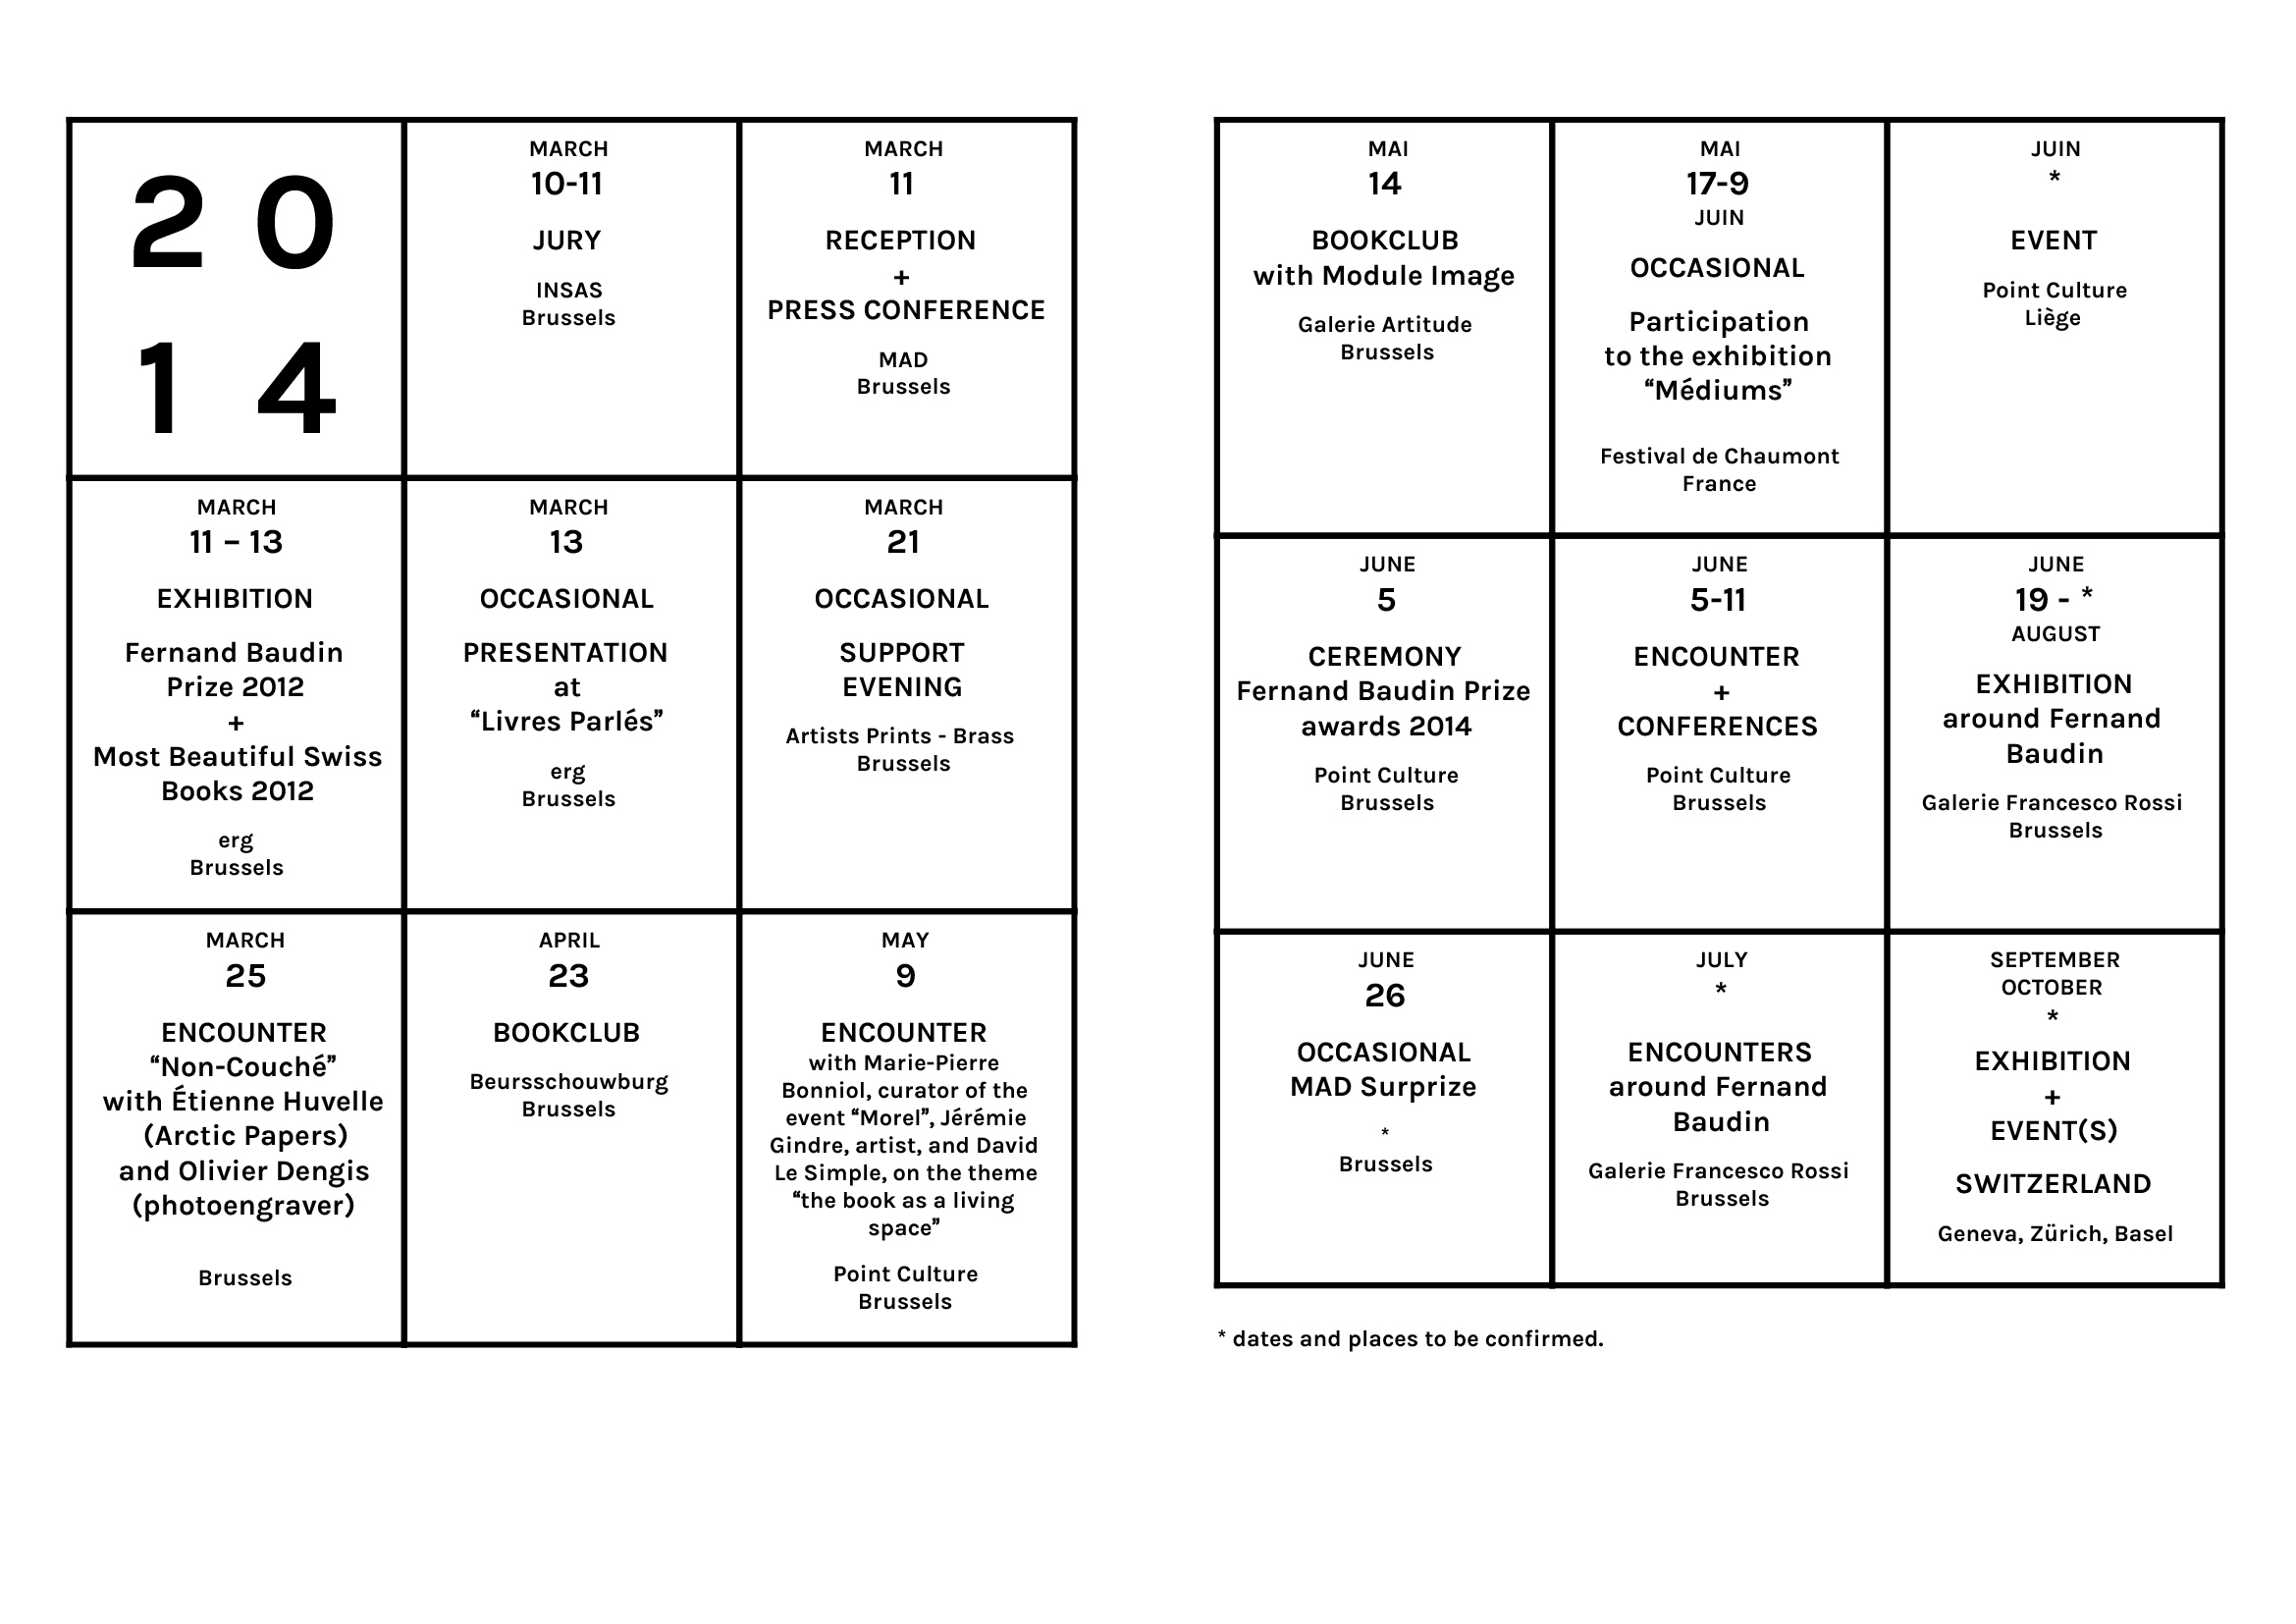 2 0
1 4
MARCH
10-11
JURY
INSAS
Brussels
MARCH
11
RECEPTION
+
PRESS CONFERENCE
MAD
Brussels
MARCH
11 – 13
EXHIBITION
Fernand Baudin
Prize 2012
+
Most Beautiful Swiss
Books 2012
erg
Brussels
MARCH
13
OCCASIONAL
PRESENTATION
at
“Livres Parlés”
erg
Brussels
MARCH
21
OCCASIONAL
SUPPORT
EVENING
Artists Prints - Brass
Brussels
MARCH
25
ENCOUNTER
“Non-Couché”
with Étienne Huvelle
(Arctic Papers)
and Olivier Dengis
(photoengraver)
Brussels
APRIL
23
BOOKCLUB
Beursschouwburg
Brussels
MAY
9
ENCOUNTER
with Marie-Pierre
Bonniol, curator of the
event “Morel”, Jérémie
Gindre, artist, and David
Le Simple, on the theme
“the book as a living
space”
Point Culture
Brussels
MAI
14
BOOKCLUB
with Module Image
Galerie Artitude
Brussels
MAI
17-9
JUIN
OCCASIONAL
Participation
to the exhibition
“Médiums”
Festival de Chaumont
France
JUIN
*
EVENT
Point Culture
Liège
JUNE
5
CEREMONY
Fernand Baudin Prize
awards 2014
Point Culture
Brussels
JUNE
5-11
ENCOUNTER
+
CONFERENCES
Point Culture
Brussels
JUNE
19 - *
AUGUST
EXHIBITION
around Fernand
Baudin
Galerie Francesco Rossi
Brussels
JUNE
26
OCCASIONAL
MAD Surprize
*
Brussels
JULY
*
ENCOUNTERS
around Fernand
Baudin
Galerie Francesco Rossi
Brussels
SEPTEMBER
OCTOBER
*
EXHIBITION
+
EVENT(S)
SWITZERLAND
Geneva, Zürich, Basel
* dates and places to be confirmed.